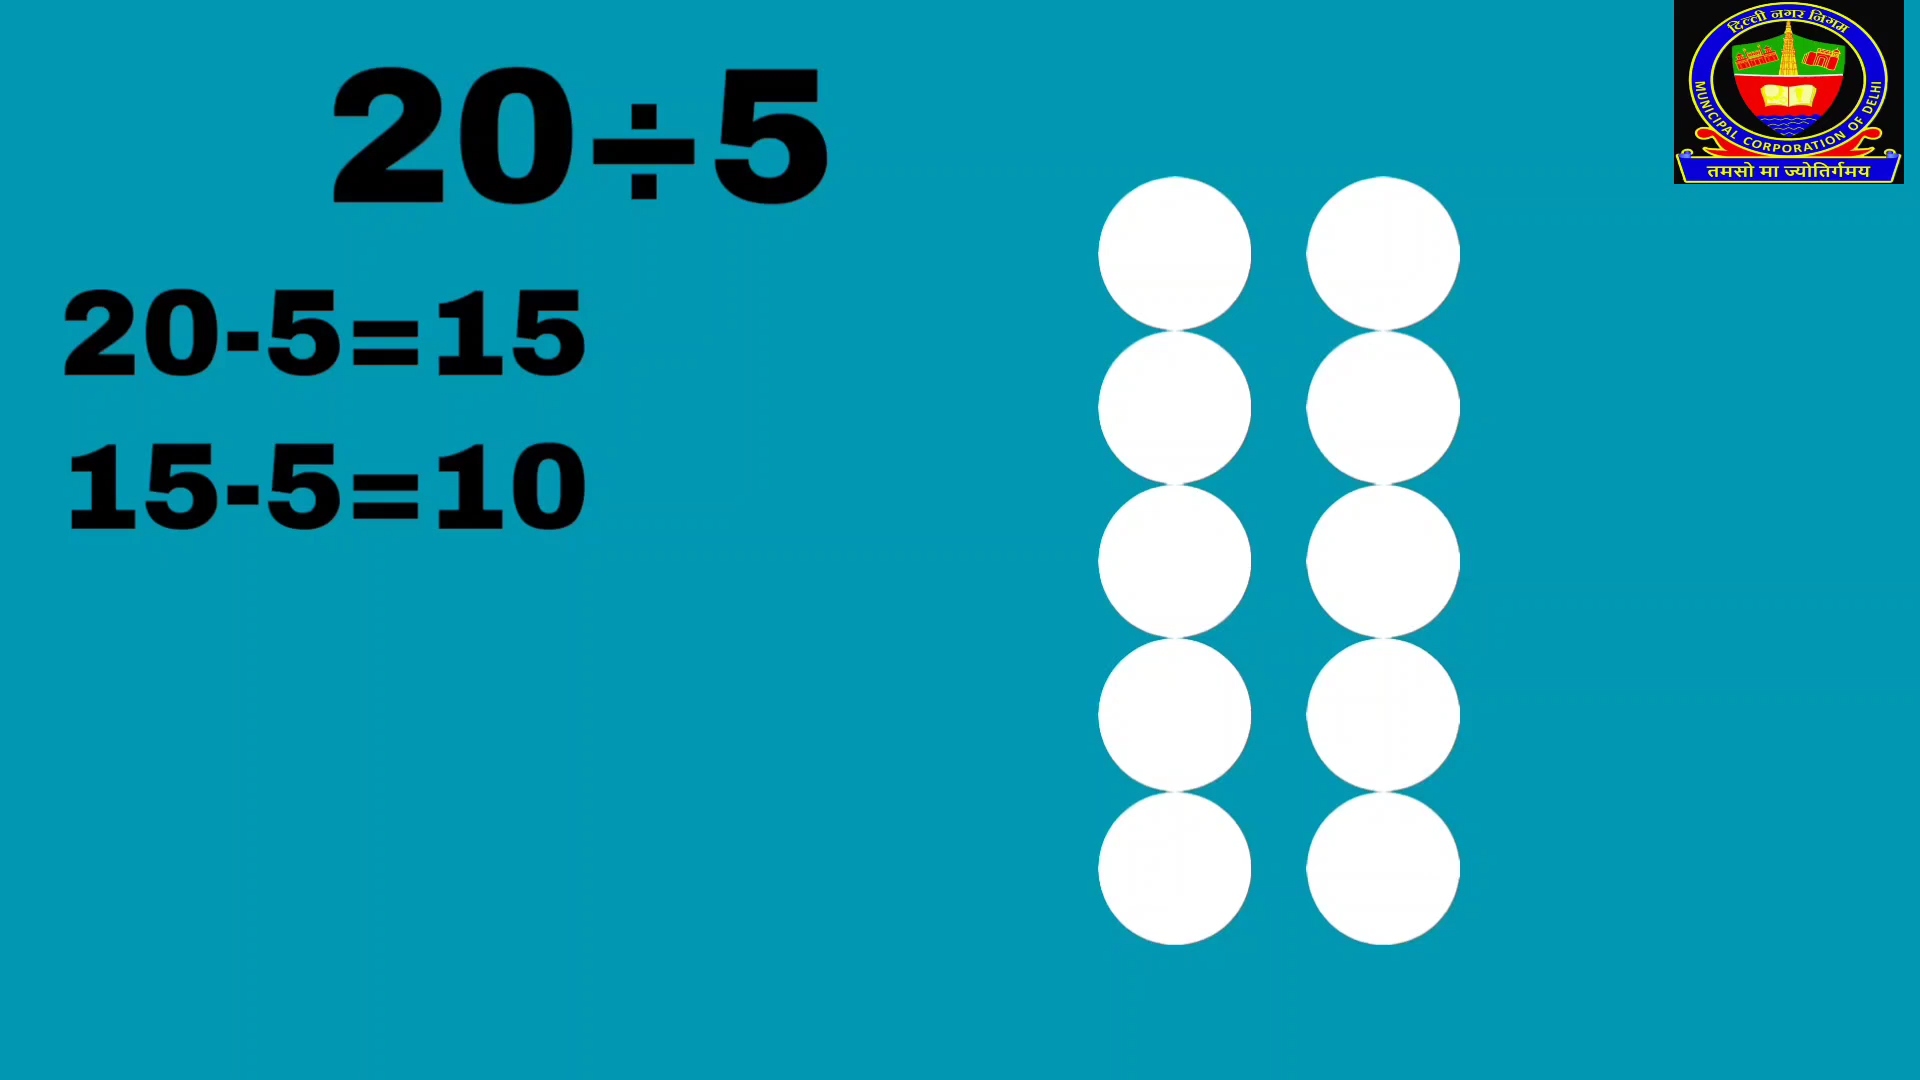 20÷5
20-5=15
15-5=10
दिल्ली नगर निगम
MUNICIPAL CORPORATION OF DELHI
तमसो मा ज्योतिर्गमय